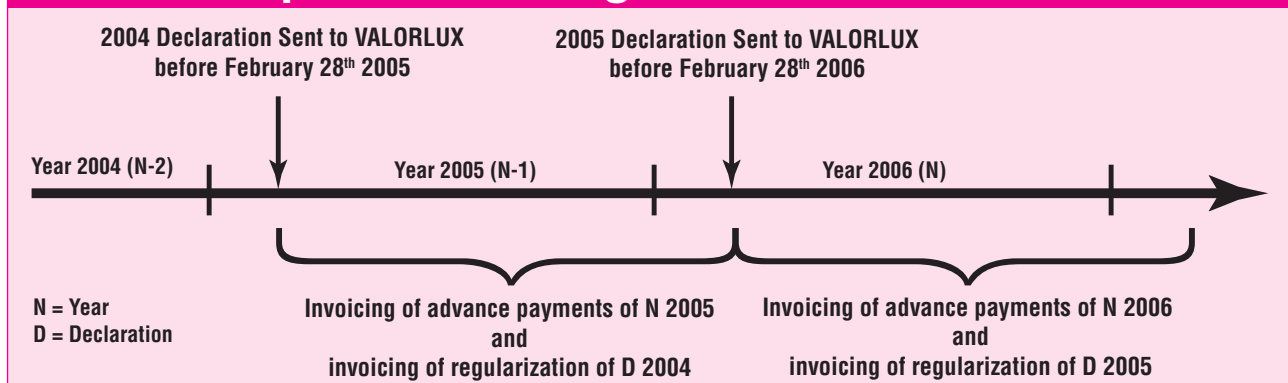 2004 Declaration Sent to VALORLUX
before February 28th 2005
2005 Declaration Sent to VALORLUX
before February 28th 2006
Year 2004 (N-2)
Year 2005 (N-1)
Year 2006 (N)
N = Year
D = Declaration
Invoicing of advance payments of N 2005
and
invoicing of regularization of D 2004
Invoicing of advance payments of N 2006
and
invoicing of regularization of D 2005